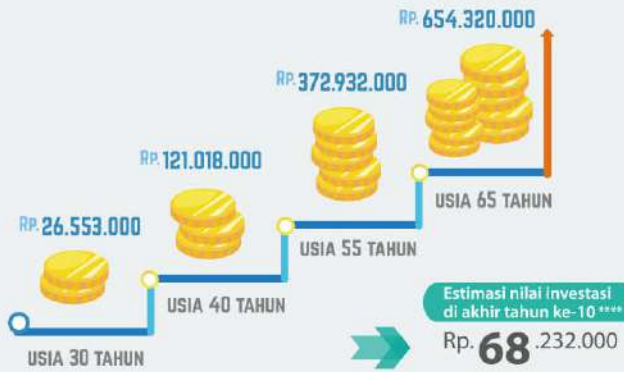 Rp. 654.320.000
Rp. 372.932.000
Rp. 121.018.000
Rp. 26.553.000
USIA 65 TAHUN
USIA 55 TAHUN
USIA 40 TAHUN
USIA 30 TAHUN
Estimasi nilai investasi
di akhir tahun ke-10 ****
Rp. 68 .232.000